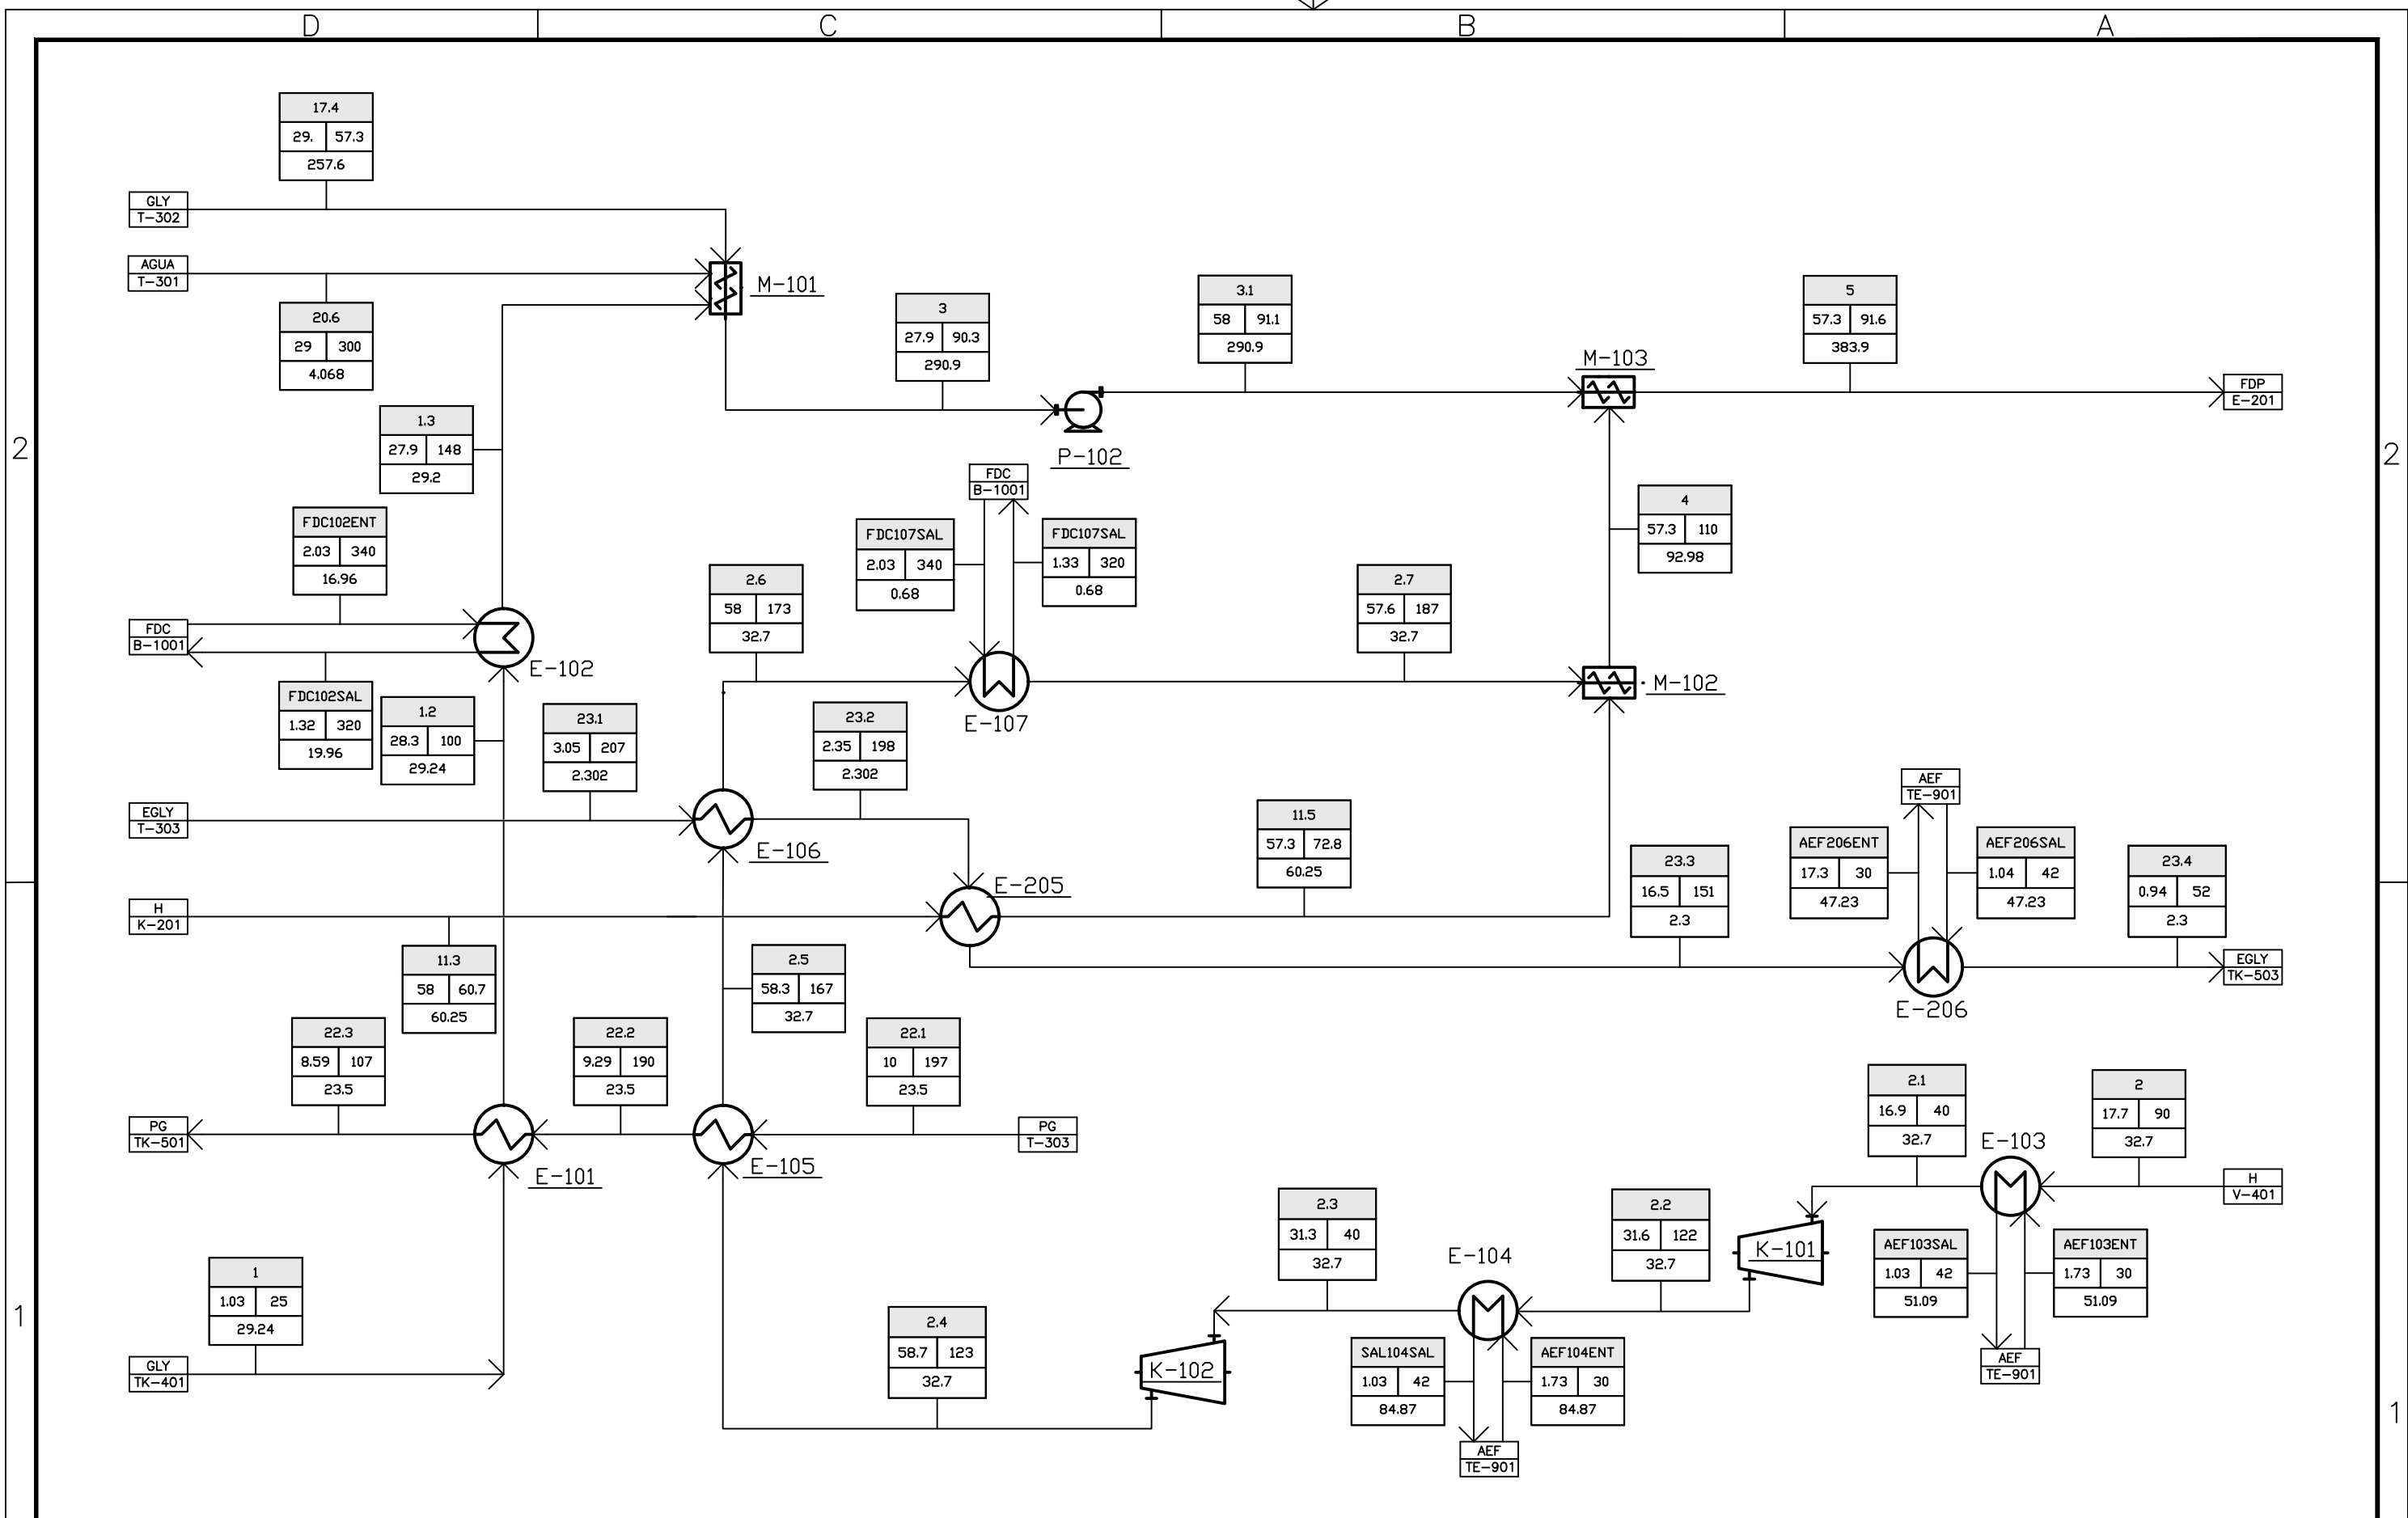 D C B A
17.4
29. 57.3
257.6
GLY
T-302
AGUA
T-301
M-101
20.6
29 300
4.068
3
27.9 90.3
290.9
3.1
58 91.1
290.9
5
57.3 91.6
383.9
M-103
FDP
E-201
1.3
27.9 148
29.2
P-102
2
2
FDC
B-1001
4
57.3 110
92.98
FDC102ENT
2.03 340
16.96
FDC107SAL
2.03 340
0.68
FDC107SAL
1.33 320
0.68
2.6
58 173
32.7
2.7
57.6 187
32.7
FDC
B-1001
E-102
E-107
M-102
FDC102SAL
1.32 320
19.96
1.2
28.3 100
29.24
23.1
3.05 207
2.302
23.2
2.35 198
2.302
EGLY
T-303
E-106
11.5
57.3 72.8
60.25
AEF
TE-901
AEF206ENT
17.3 30
47.23
AEF206SAL
1.04 42
47.23
23.3
16.5 151
2.3
23.4
0.94 52
2.3
E-205
H
K-201
11.3
58 60.7
60.25
2.5
58.3 167
32.7
EGLY
TK-503
E-206
22.3
8.59 107
23.5
22.2
9.29 190
23.5
22.1
10 197
23.5
PG
TK-501
PG
T-303
E-101
E-105
2.1
16.9 40
32.7
2
17.7 90
32.7
E-103
H
V-401
2.3
31.3 40
32.7
2.2
31.6 122
32.7
K-101
E-104
AEF103SAL
1.03 42
51.09
AEF103ENT
1.73 30
51.09
1
1.03 25
29.24
1
GLY
TK-401
2.4
58.7 123
32.7
K-102
SAL104SAL
1.03 42
84.87
AEF104ENT
1.73 30
84.87
AEF
TE-901
AEF
TE-901
1